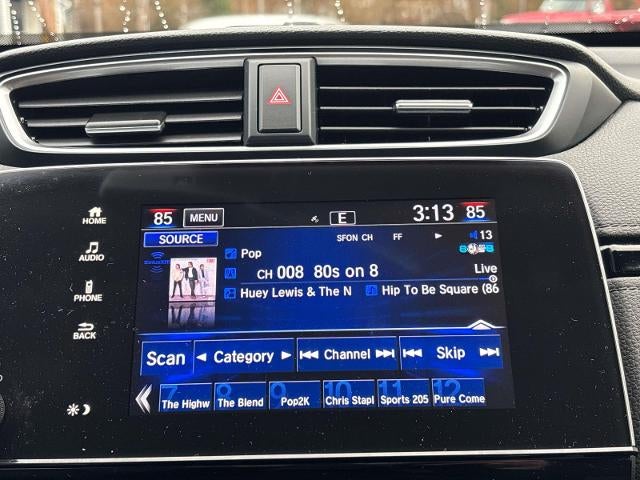 HOME
AUDIO
PHONE
BACK
85 MENU E 3:13 85
SOURCE SFON CH FF 13
Pop
CH 008 80s on 8 Live
Huey Lewis & The N Hip To Be Square (86
Scan Category Channel Skip
7 8 9 10 11 12
The Highw The Blend Pop2K Chris Stapl Sports 205 Pure Come